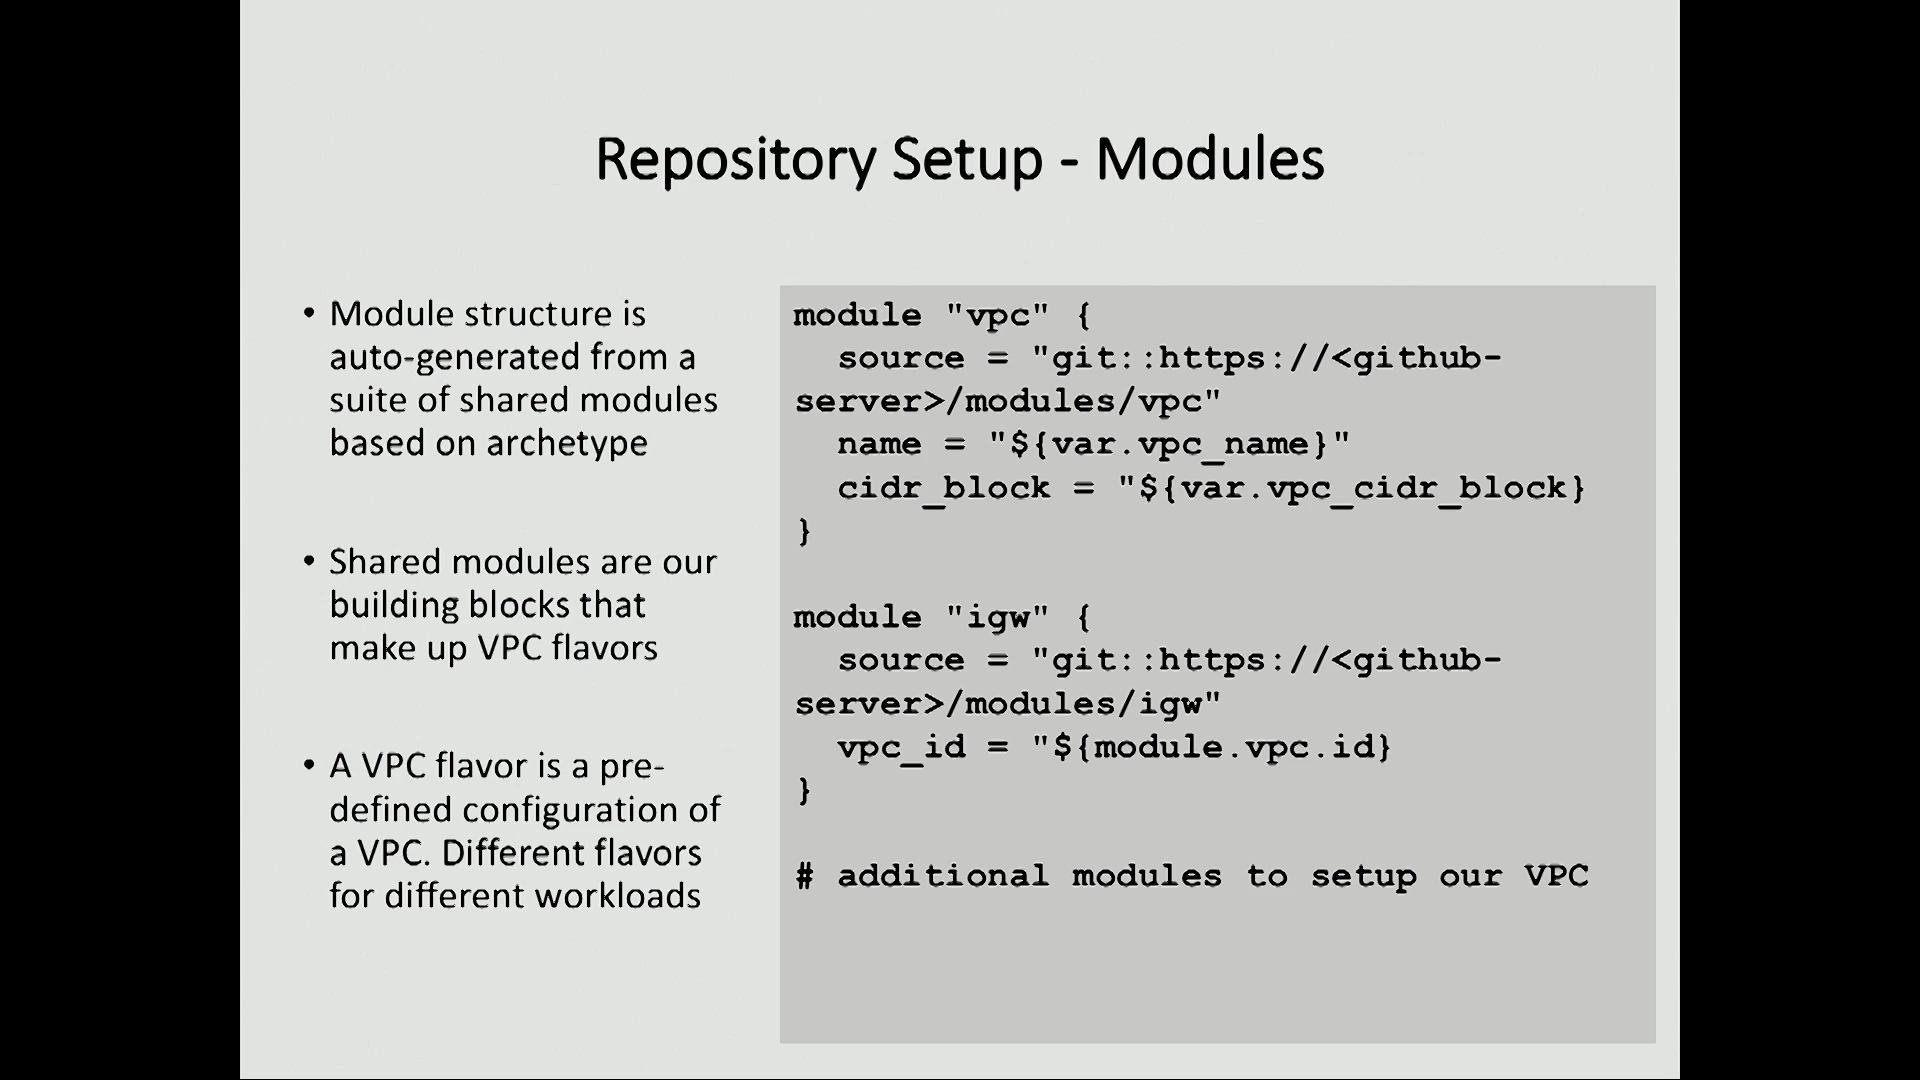 Repository Setup - Modules
• Module structure is
auto-generated from a
suite of shared modules
based on archetype
• Shared modules are our
building blocks that
make up VPC flavors
• A VPC flavor is a pre-
defined configuration of
a VPC. Different flavors
for different workloads
module "vpc" {
  source = "git::https://<github-
server>/modules/vpc"
  name = "${var.vpc_name}"
  cidr_block = "${var.vpc_cidr_block}
}
module "igw" {
  source = "git::https://<github-
server>/modules/igw"
  vpc_id = "${module.vpc.id}
}
# additional modules to setup our VPC